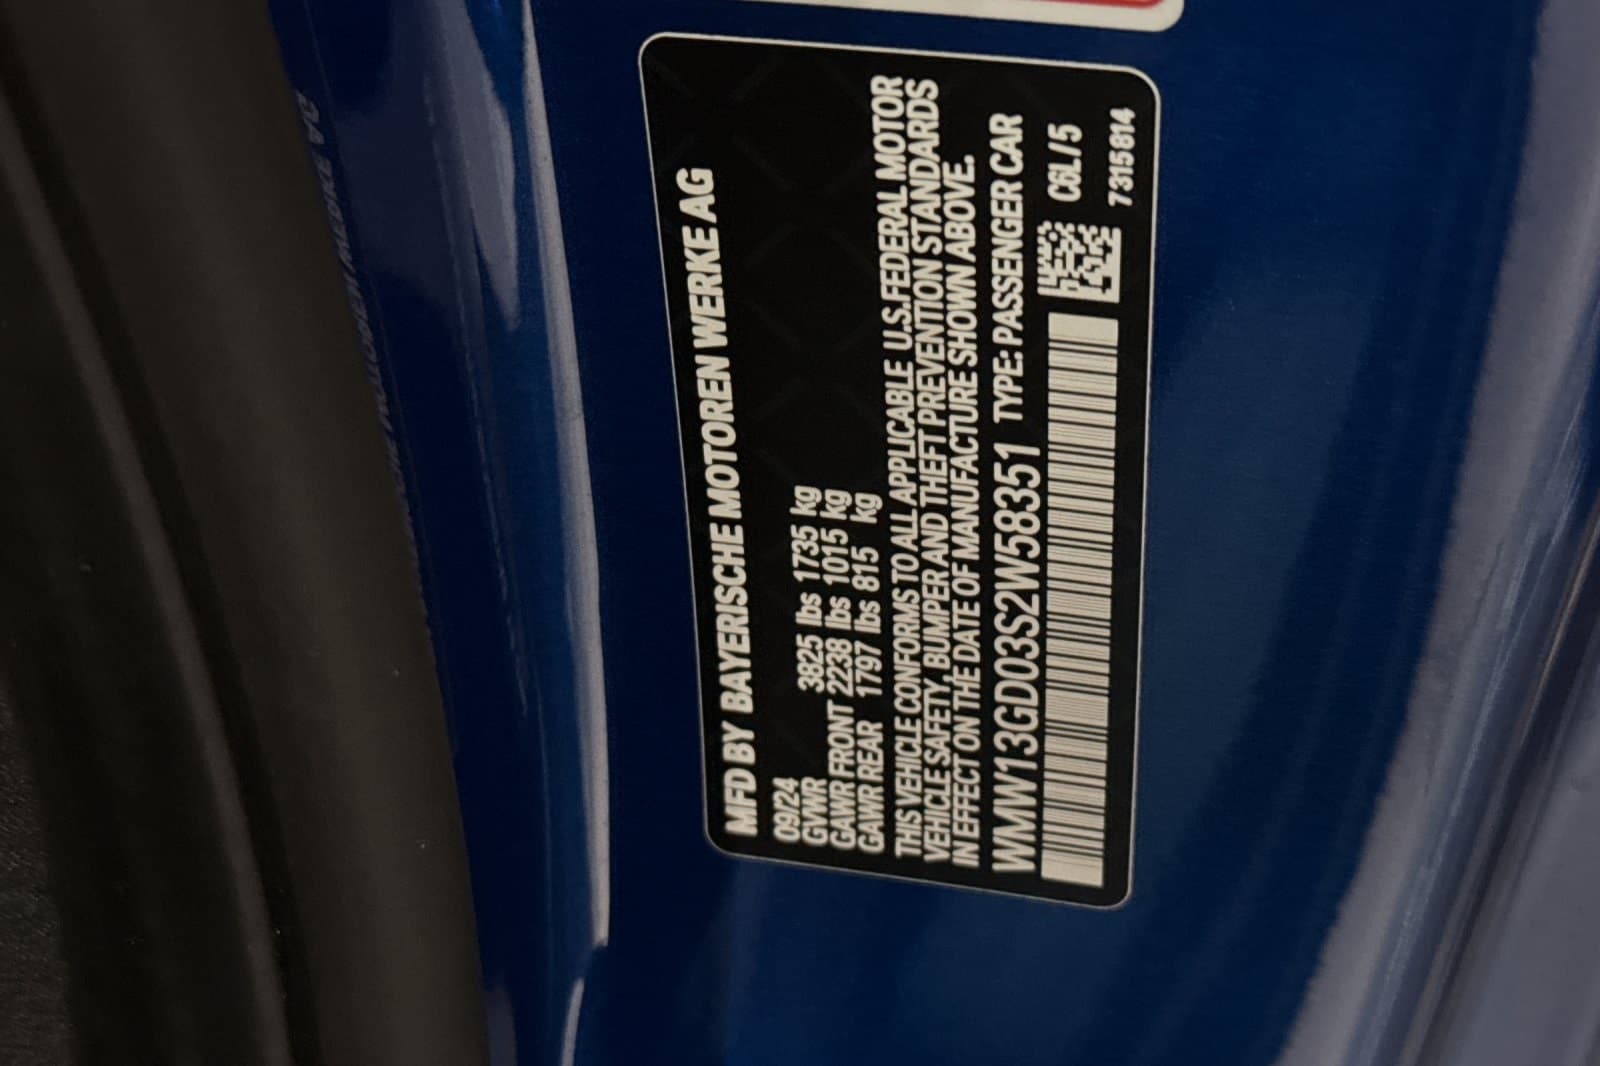 MFD BY BAYERISCHE MOTOREN WERKE AG
09/24
GVWR 3825 lbs 1735 kg
GAWR FRONT 2238 lbs 1015 kg
GAWR REAR 1797 lbs 815 kg
THIS VEHICLE CONFORMS TO ALL APPLICABLE U.S.FEDERAL MOTOR
VEHICLE SAFETY, BUMPER AND THEFT PREVENTION STANDARDS
IN EFFECT ON THE DATE OF MANUFACTURE SHOWN ABOVE.
WMW13GD03S2W58351 TYPE: PASSENGER CAR
C6L/5
7315814